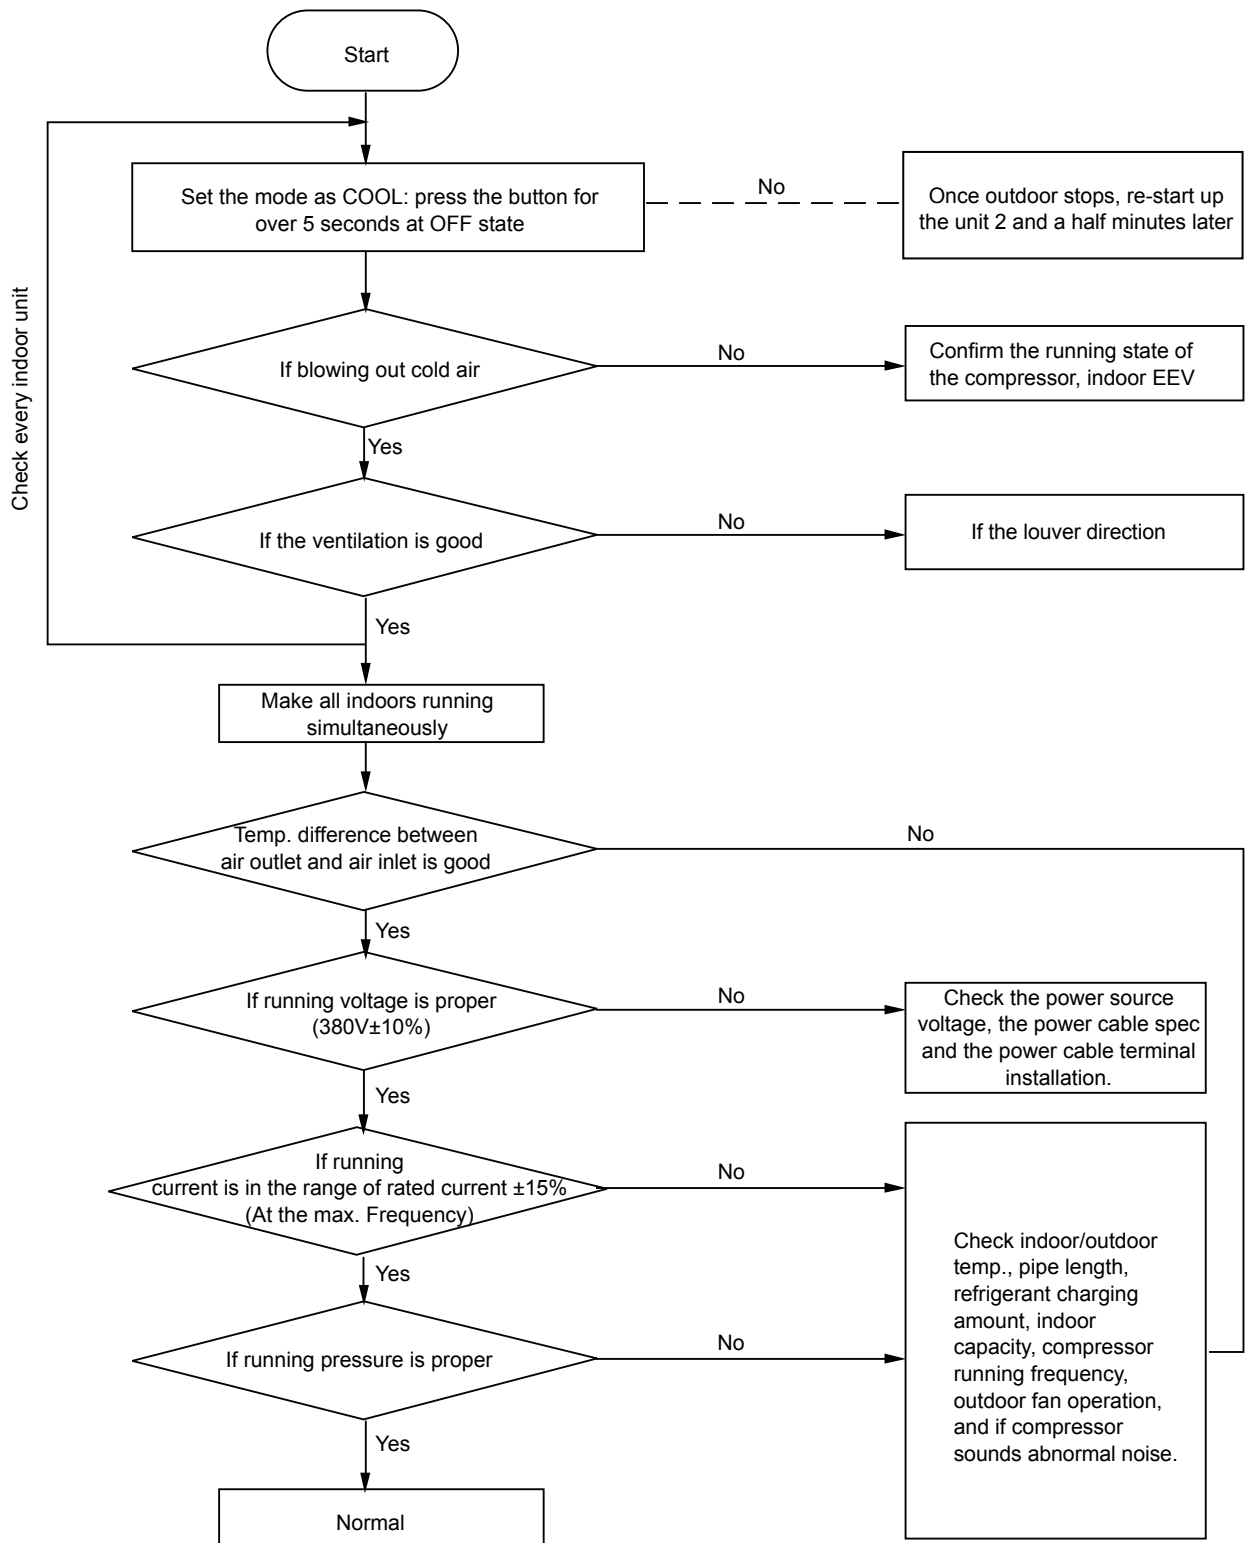 Start
Set the mode as COOL: press the button for
over 5 seconds at OFF state
No
Once outdoor stops, re-start up
the unit 2 and a half minutes later
Check every indoor unit
If blowing out cold air
No
Confirm the running state of
the compressor, indoor EEV
Yes
If the ventilation is good
No
If the louver direction
Yes
Make all indoors running
simultaneously
Temp. difference between
air outlet and air inlet is good
No
Yes
If running voltage is proper
(380V±10%)
No
Check the power source
voltage, the power cable spec
and the power cable terminal
installation.
Yes
If running
current is in the range of rated current ±15%
(At the max. Frequency)
No
Yes
If running pressure is proper
No
Check indoor/outdoor
temp., pipe length,
refrigerant charging
amount, indoor
capacity, compressor
running frequency,
outdoor fan operation,
and if compressor
sounds abnormal noise.
Yes
Normal